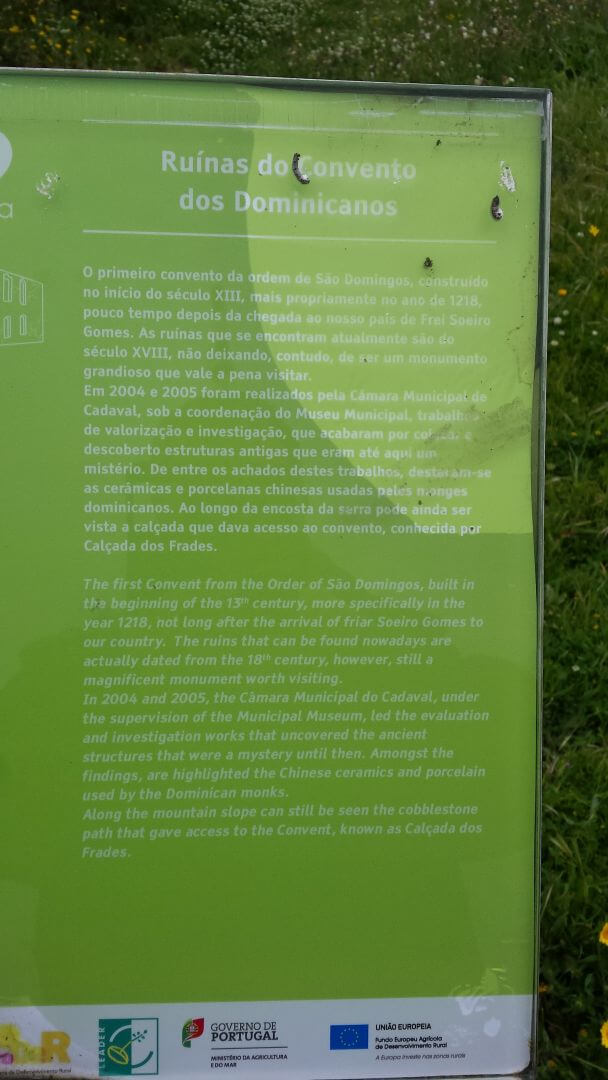 Ruínas do Convento
dos Dominicanos
a
O primeiro convento da ordem de São Domingos, construído
no início do século XIII, mais propriamente no ano de 1218,
pouco tempo depois da chegada ao nosso país de Frei Soeiro
Gomes. As ruínas que se encontram atualmente são do
século XVIII, não deixando, contudo, de ser um monumento
grandioso que vale a pena visitar.
Em 2004 e 2005 foram realizados pela Câmara Municipal de
Cadaval, sob a coordenação do Museu Municipal, trabalhos
de valorização e investigação, que acabaram por colocar a
descoberto estruturas antigas que eram até aqui um
mistério. De entre os achados destes trabalhos, destacam-se
as cerâmicas e porcelanas chinesas usadas pelos monges
dominicanos. Ao longo da encosta da serra pode ainda ser
vista a calçada que dava acesso ao convento, conhecida por
Calçada dos Frades.
The first Convent from the Order of São Domingos, built in
the beginning of the 13th century, more specifically in the
year 1218, not long after the arrival of friar Soeiro Gomes to
our country. The ruins that can be found nowadays are
actually dated from the 18th century, however, still a
magnificent monument worth visiting.
In 2004 and 2005, the Câmara Municipal do Cadaval, under
the supervision of the Municipal Museum, led the evaluation
and investigation works that uncovered the ancient
structures that were a mystery until then. Amongst the
findings, are highlighted the Chinese ceramics and porcelain
used by the Dominican monks.
Along the mountain slope can still be seen the cobblestone
path that gave access to the Convent, known as Calçada dos
Frades.
R
de Desenvolvimento Rural
LEADER
GOVERNO DE
PORTUGAL
MINISTÉRIO DA AGRICULTURA
E DO MAR
UNIÃO EUROPEIA
Fundo Europeu Agrícola
de Desenvolvimento Rural
A Europa investe nas zonas rurais